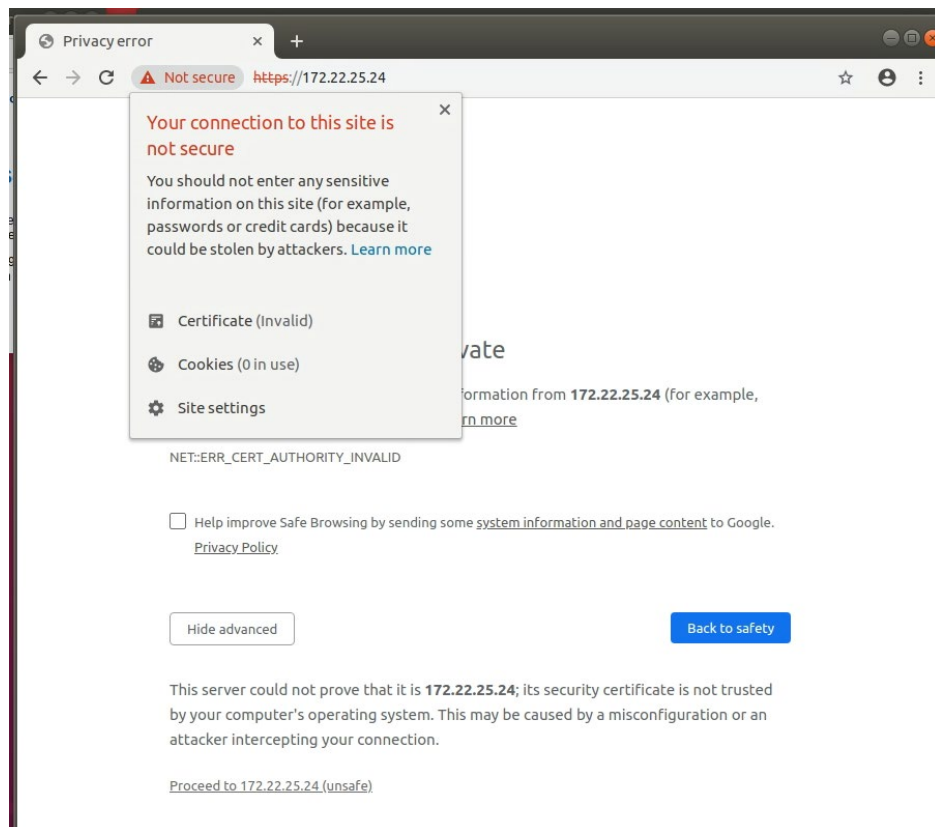 Privacy error
Not secure https://172.22.25.24
Your connection to this site is
not secure
You should not enter any sensitive
information on this site (for example,
passwords or credit cards) because it
could be stolen by attackers. Learn more
Certificate (Invalid)
Cookies (0 in use)
Site settings
vate
formation from 172.22.25.24 (for example,
rn more
NET::ERR_CERT_AUTHORITY_INVALID
Help improve Safe Browsing by sending some system information and page content to Google.
Privacy Policy
Hide advanced
Back to safety
This server could not prove that it is 172.22.25.24; its security certificate is not trusted
by your computer's operating system. This may be caused by a misconfiguration or an
attacker intercepting your connection.
Proceed to 172.22.25.24 (unsafe)